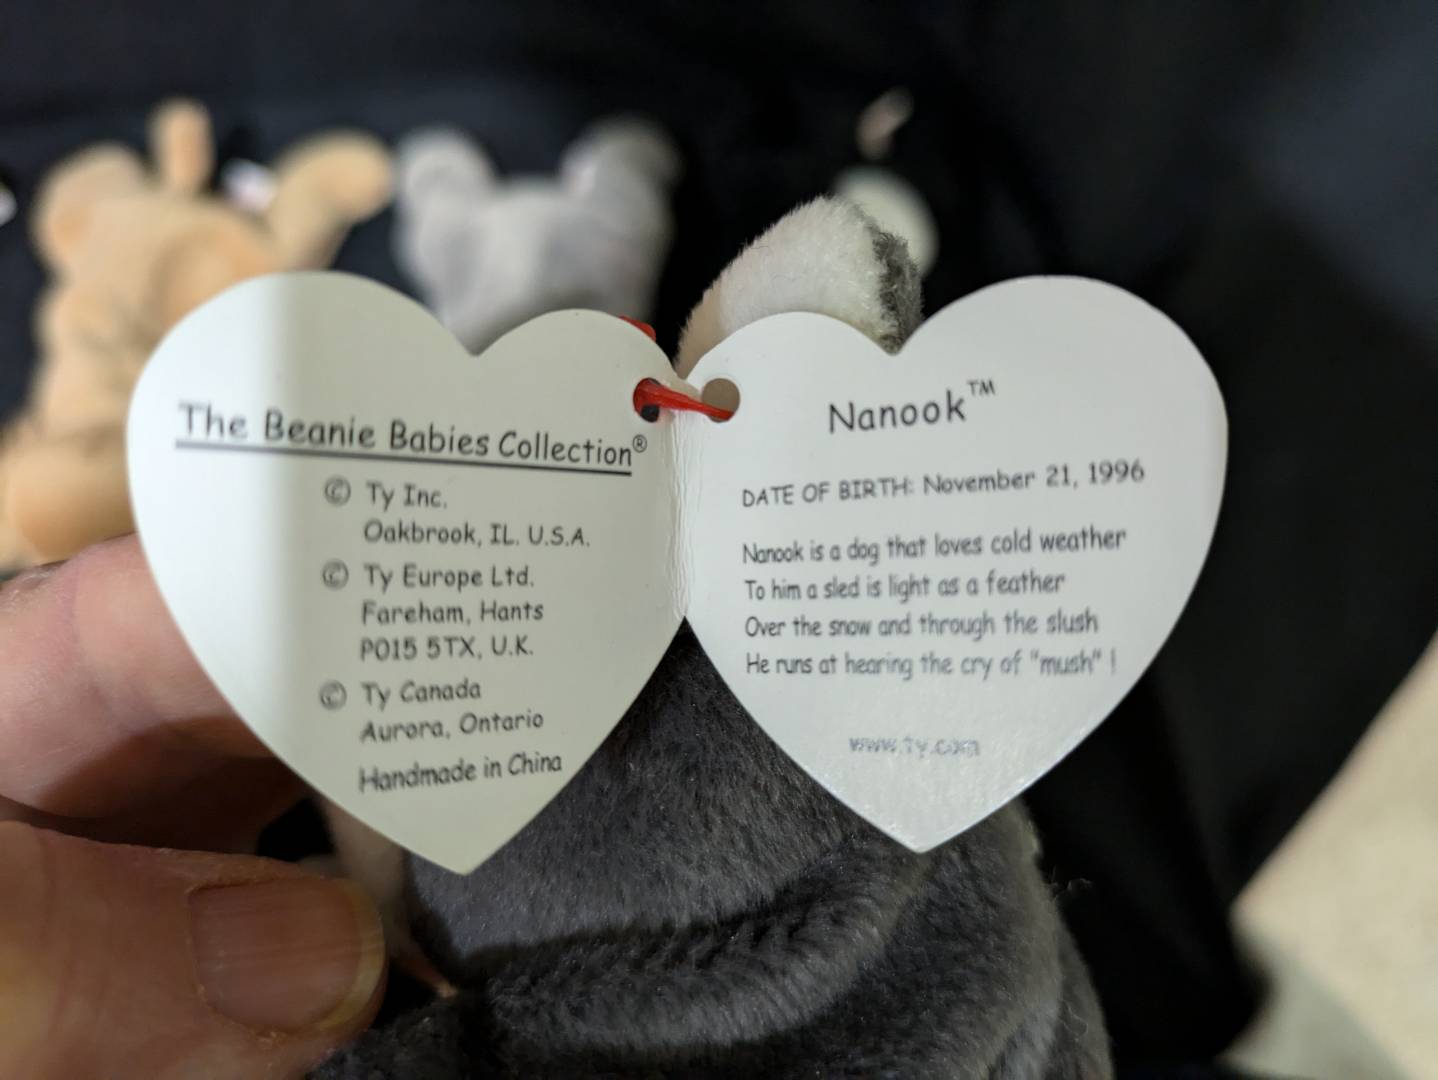 The Beanie Babies Collection®
© Ty Inc.
Oakbrook, IL. U.S.A.
© Ty Europe Ltd.
Fareham, Hants
PO15 5TX, U.K.
© Ty Canada
Aurora, Ontario
Handmade in China
Nanook™
DATE OF BIRTH: November 21, 1996
Nanook is a dog that loves cold weather
To him a sled is light as a feather
Over the snow and through the slush
He runs at hearing the cry of "mush" !
www.ty.com